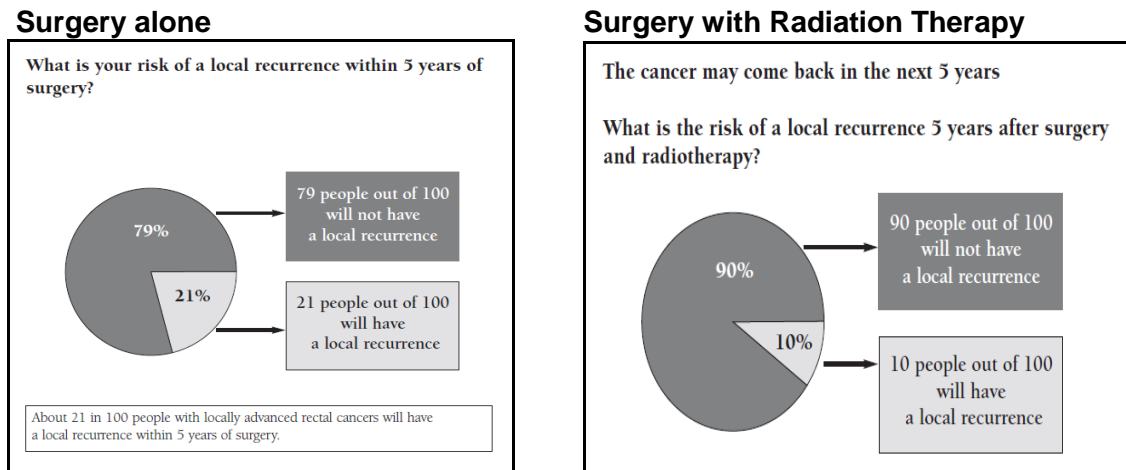 Surgery alone
What is your risk of a local recurrence within 5 years of
surgery?
79%
21%
79 people out of 100
will not have
a local recurrence
21 people out of 100
will have
a local recurrence
About 21 in 100 people with locally advanced rectal cancers will have
a local recurrence within 5 years of surgery.
Surgery with Radiation Therapy
The cancer may come back in the next 5 years
What is the risk of a local recurrence 5 years after surgery
and radiotherapy?
90%
10%
90 people out of 100
will not have
a local recurrence
10 people out of 100
will have
a local recurrence